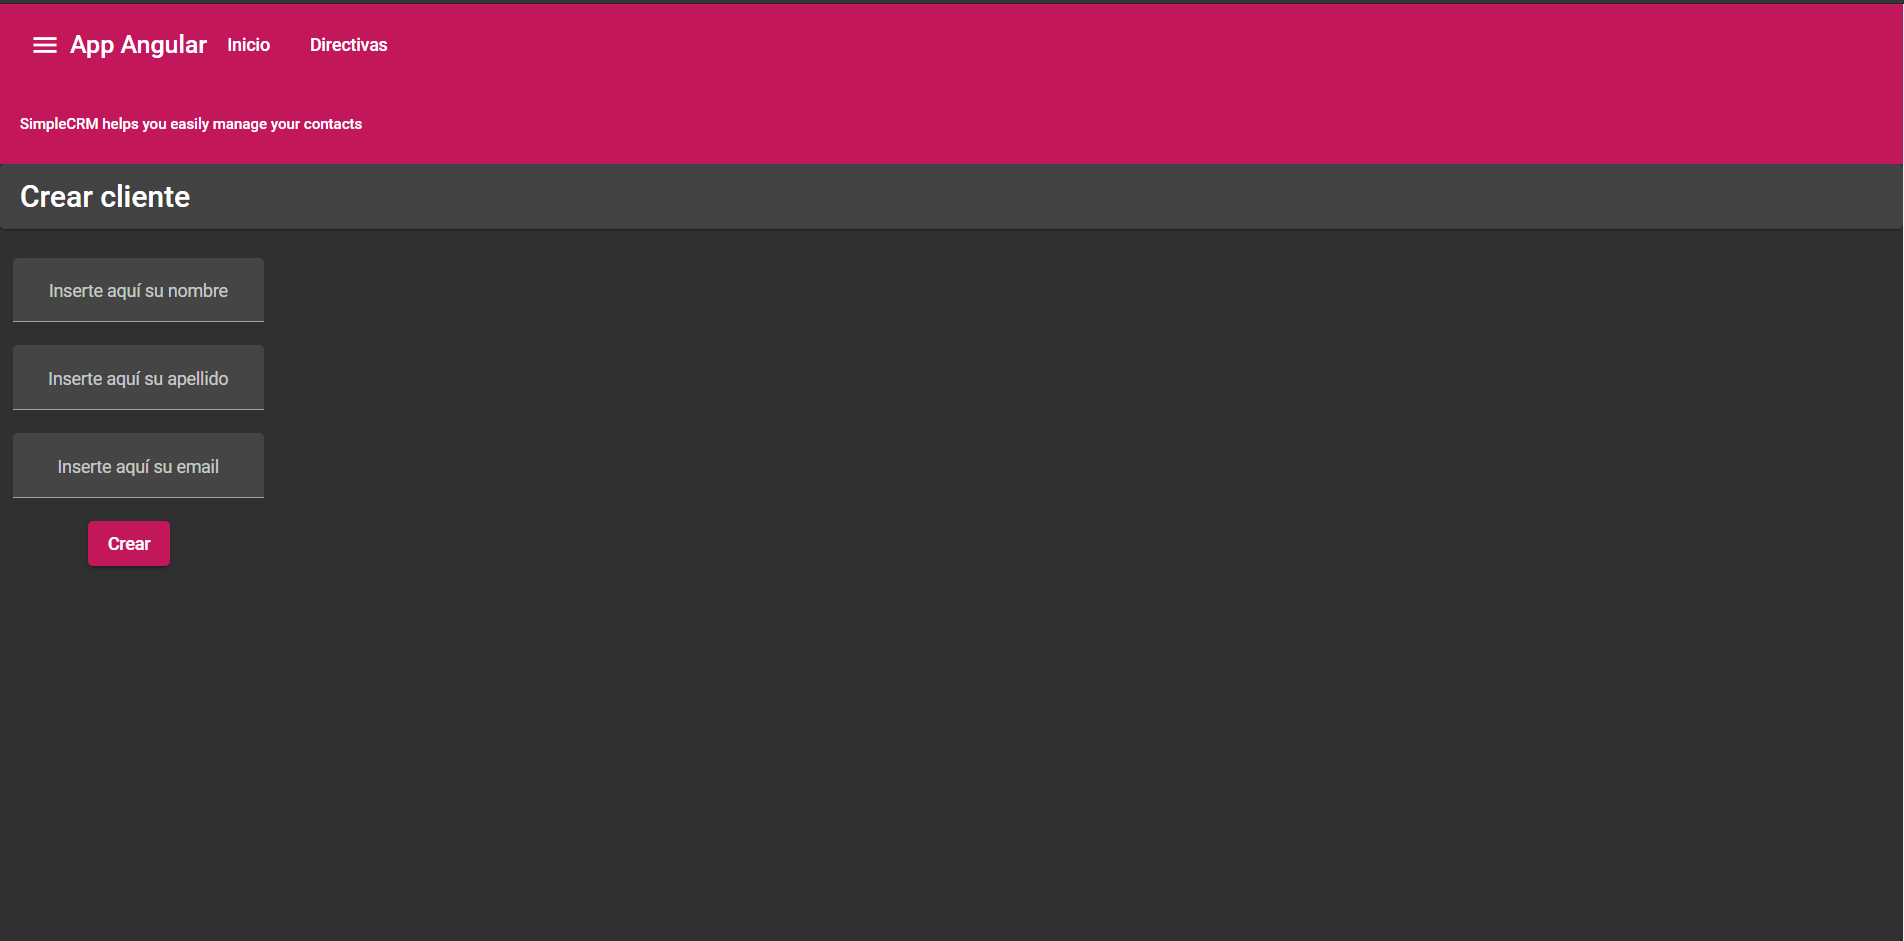 App Angular Inicio Directivas
SimpleCRM helps you easily manage your contacts
Crear cliente
Inserte aquí su nombre
Inserte aquí su apellido
Inserte aquí su email
Crear